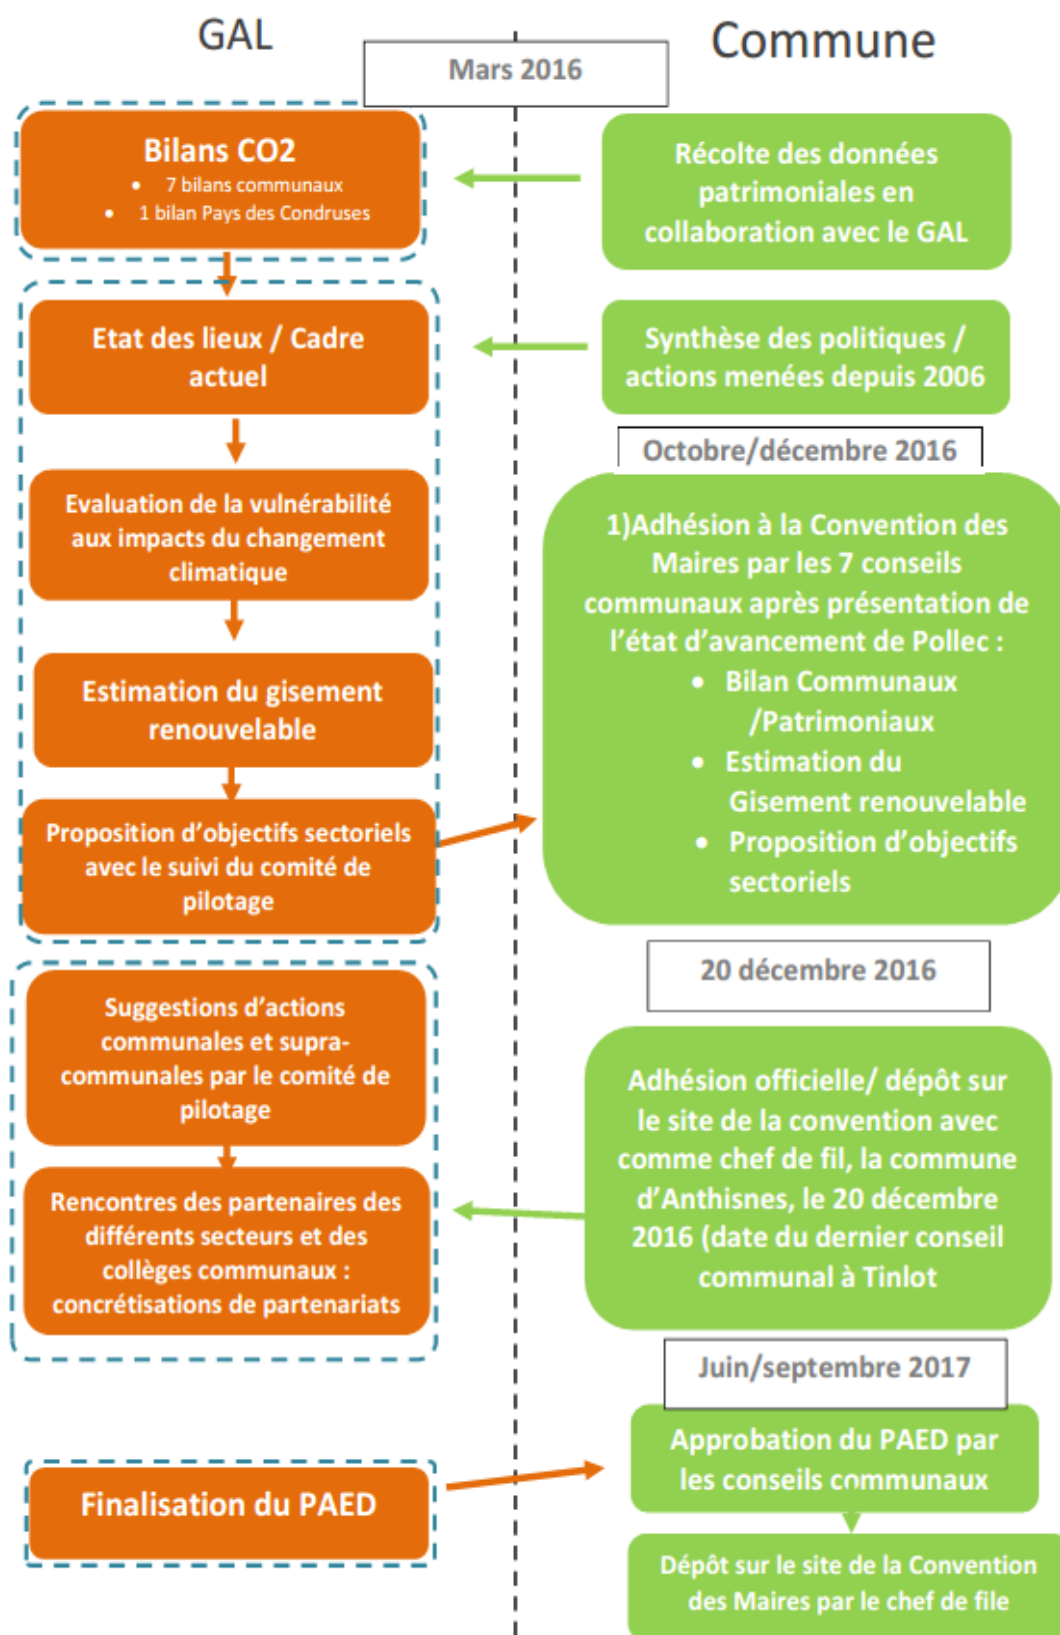 GAL
Commune
Mars 2016
Bilans CO2
• 7 bilans communaux
• 1 bilan Pays des Condruses
Récolte des données
patrimoniales en
collaboration avec le GAL
Etat des lieux / Cadre
actuel
Synthèse des politiques /
actions menées depuis 2006
Octobre/décembre 2016
Evaluation de la vulnérabilité
aux impacts du changement
climatique
1)Adhésion à la Convention des
Maires par les 7 conseils
communaux après présentation de
l'état d'avancement de Pollec :
• Bilan Communaux
/Patrimoniaux
• Estimation du
Gisement renouvelable
• Proposition d'objectifs
sectoriels
Estimation du gisement
renouvelable
Proposition d'objectifs sectoriels
avec le suivi du comité de
pilotage
20 décembre 2016
Suggestions d'actions
communales et supra-
communales par le comité de
pilotage
Adhésion officielle/ dépôt sur
le site de la convention avec
comme chef de fil, la commune
d'Anthisnes, le 20 décembre
2016 (date du dernier conseil
communal à Tinlot
Rencontres des partenaires des
différents secteurs et des
collèges communaux :
concrétisations de partenariats
Juin/septembre 2017
Approbation du PAED par
les conseils communaux
Finalisation du PAED
Dépôt sur le site de la Convention
des Maires par le chef de file